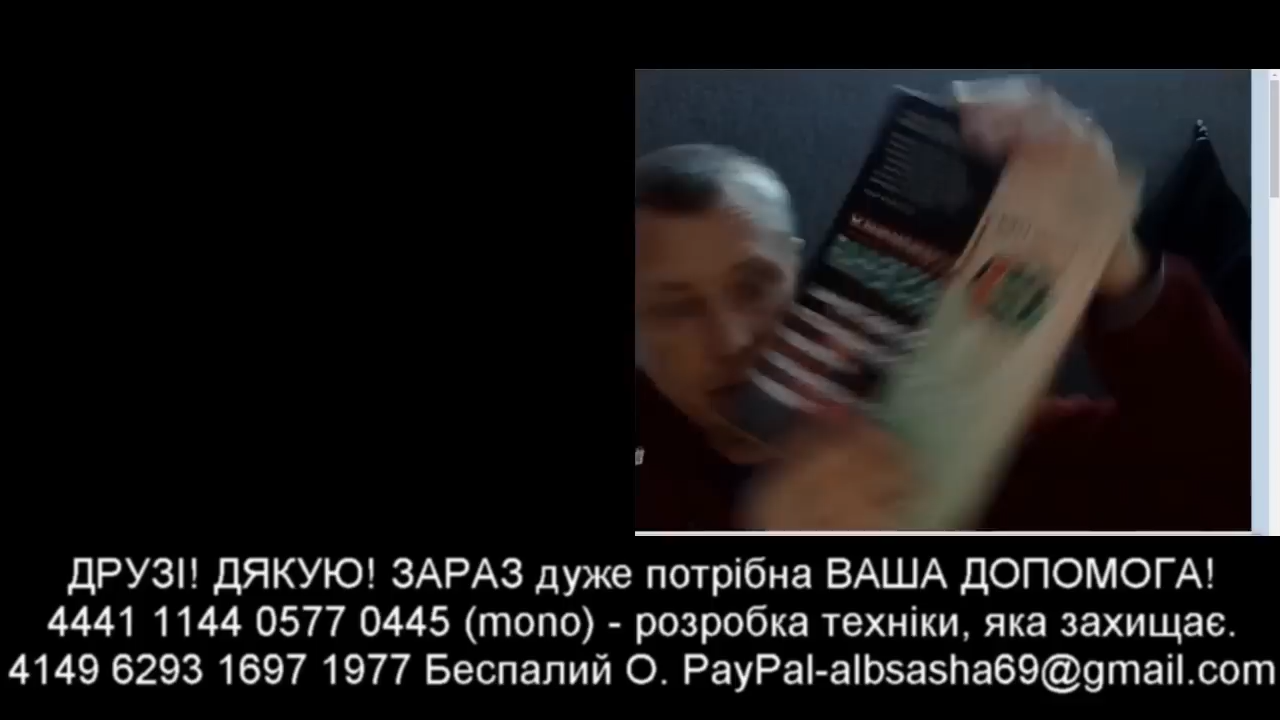 ДРУЗІ! ДЯКУЮ! ЗАРАЗ дуже потрібна ВАША ДОПОМОГА!
4441 1144 0577 0445 (mono) - розробка техніки, яка захищає.
4149 6293 1697 1977 Беспалий О. PayPal-albsasha69@gmail.com